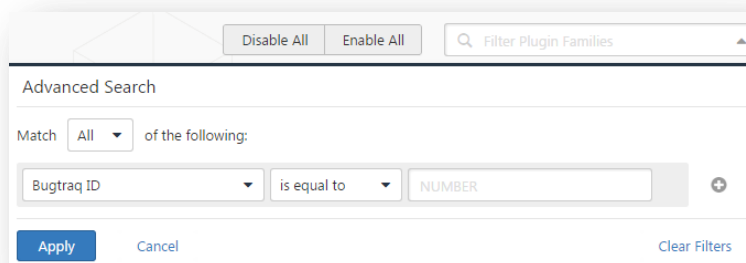 Disable All Enable All Filter Plugin Families
Advanced Search
Match All of the following:
Bugtraq ID is equal to NUMBER
Apply Cancel Clear Filters